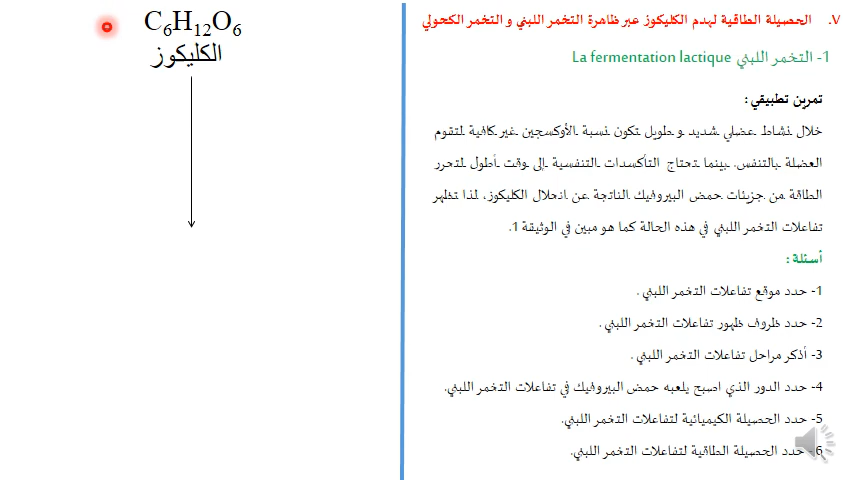 V. الحصيلة الطاقية لهدم الكليكوز عبر ظاهرة التخمر اللبني و التخمر الكحولي
1- التخمر اللبني La fermentation lactique
تمرين تطبيقي :
خلال نشاط عضلي شديد و طويل تكون نسبة الأوكسجين غير كافية لتقوم
العضلة بالتنفس. بينما تحتاج التأكسدات التنفسية إلى وقت أطول لتحرر
الطاقة من جزيئات حمض البيروفيك الناتجة عن انحلال الكليكوز، لذا تظهر
تفاعلات التخمر اللبني في هذه الحالة كما هو مبين في الوثيقة 1.
أسئلة :
1- حدد موقع تفاعلات التخمر اللبني .
2- حدد ظروف ظهور تفاعلات التخمر اللبني .
3- أذكر مراحل تفاعلات التخمر اللبني .
4- حدد الدور الذي اصبح يلعبه حمض البيروفيك في تفاعلات التخمر اللبني.
5- حدد الحصيلة الكيميائية لتفاعلات التخمر اللبني.
6- حدد الحصيلة الطاقية لتفاعلات التخمر اللبني.
C₆H₁₂O₆
الكليكوز